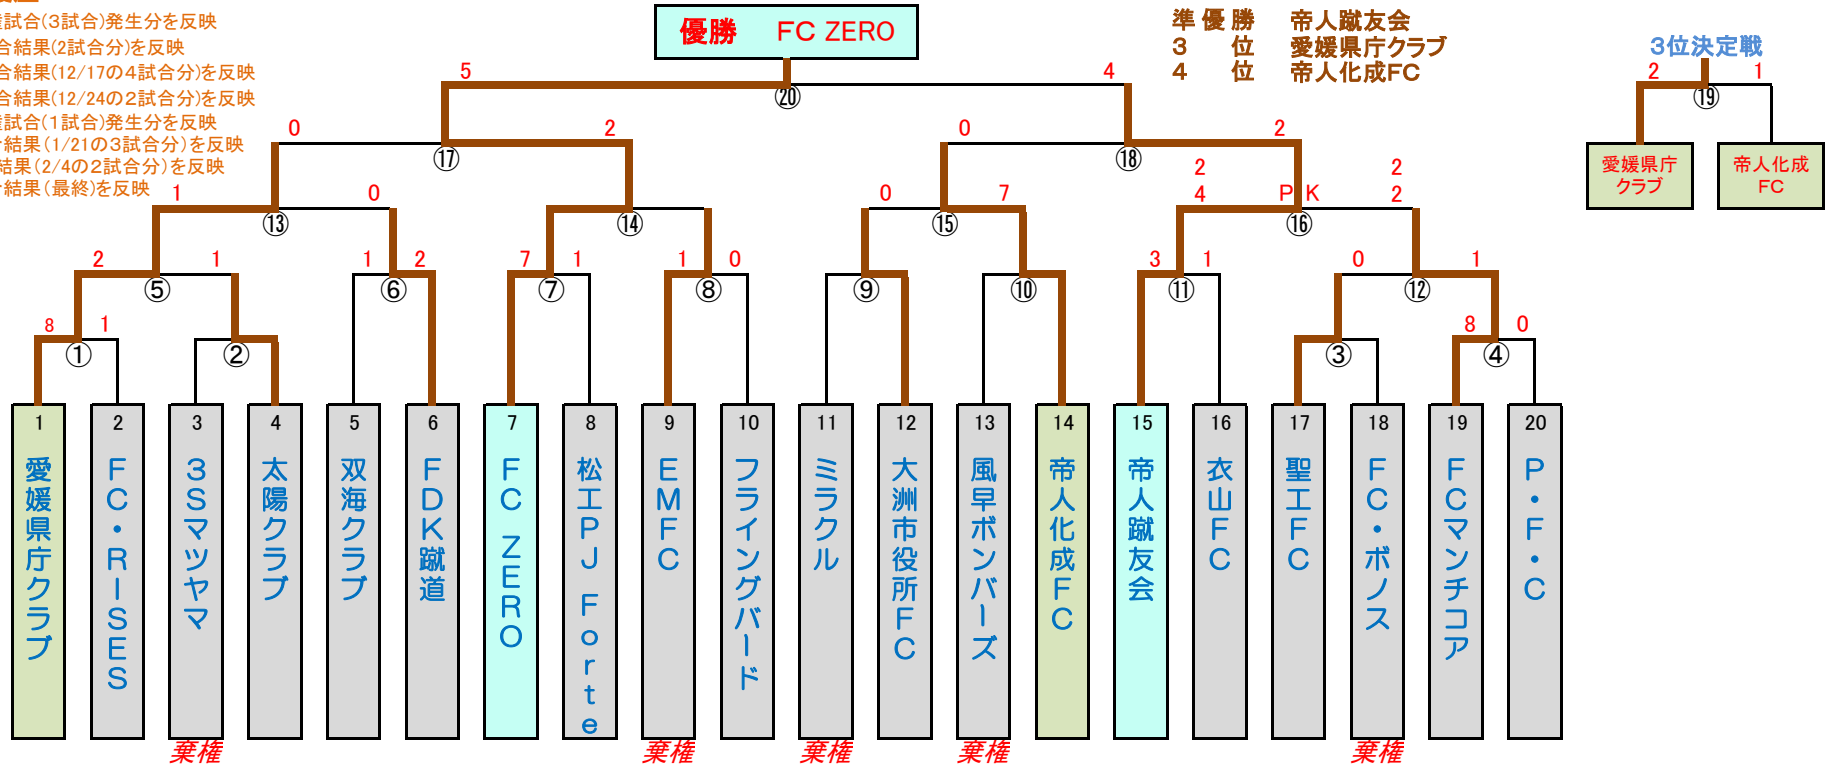 試合(3試合)発生分を反映
合結果(2試合分)を反映
合結果(12/17の4試合分)を反映
合結果(12/24の2試合分)を反映
試合(1試合)発生分を反映
結果(1/21の3試合分)を反映
結果(2/4の2試合分)を反映
結果(最終)を反映
優勝 FC ZERO
準優勝 帝人蹴友会
3位 愛媛県庁クラブ
4位 帝人化成FC
3位決定戦
2 1
⑲
愛媛県庁
クラブ
帝人化成
FC
5 4
⑳
0 2 0 2
⑰ ⑱
2 2
1 0 0 7 4 PK 2
⑬ ⑭ ⑮ ⑯
2 1 1 2 7 1 1 0 3 1 0 1
⑤ ⑥ ⑦ ⑧ ⑨ ⑩ ⑪ ⑫
8 1 8 0
① ② ③ ④
1 愛媛県庁クラブ
2 FC・RISES
3 3Sマツヤマ
4 太陽クラブ
5 双海クラブ
6 FDK蹴道
7 FC ZERO
8 松工PJ Forte
9 EMFC
10 フライングバード
11 ミラクル
12 大洲市役所FC
13 風早ボンバーズ
14 帝人化成FC
15 帝人蹴友会
16 衣山FC
17 聖工FC
18 FC・ボノス
19 FCマンチコア
20 P・F・C
棄権 棄権 棄権 棄権 棄権